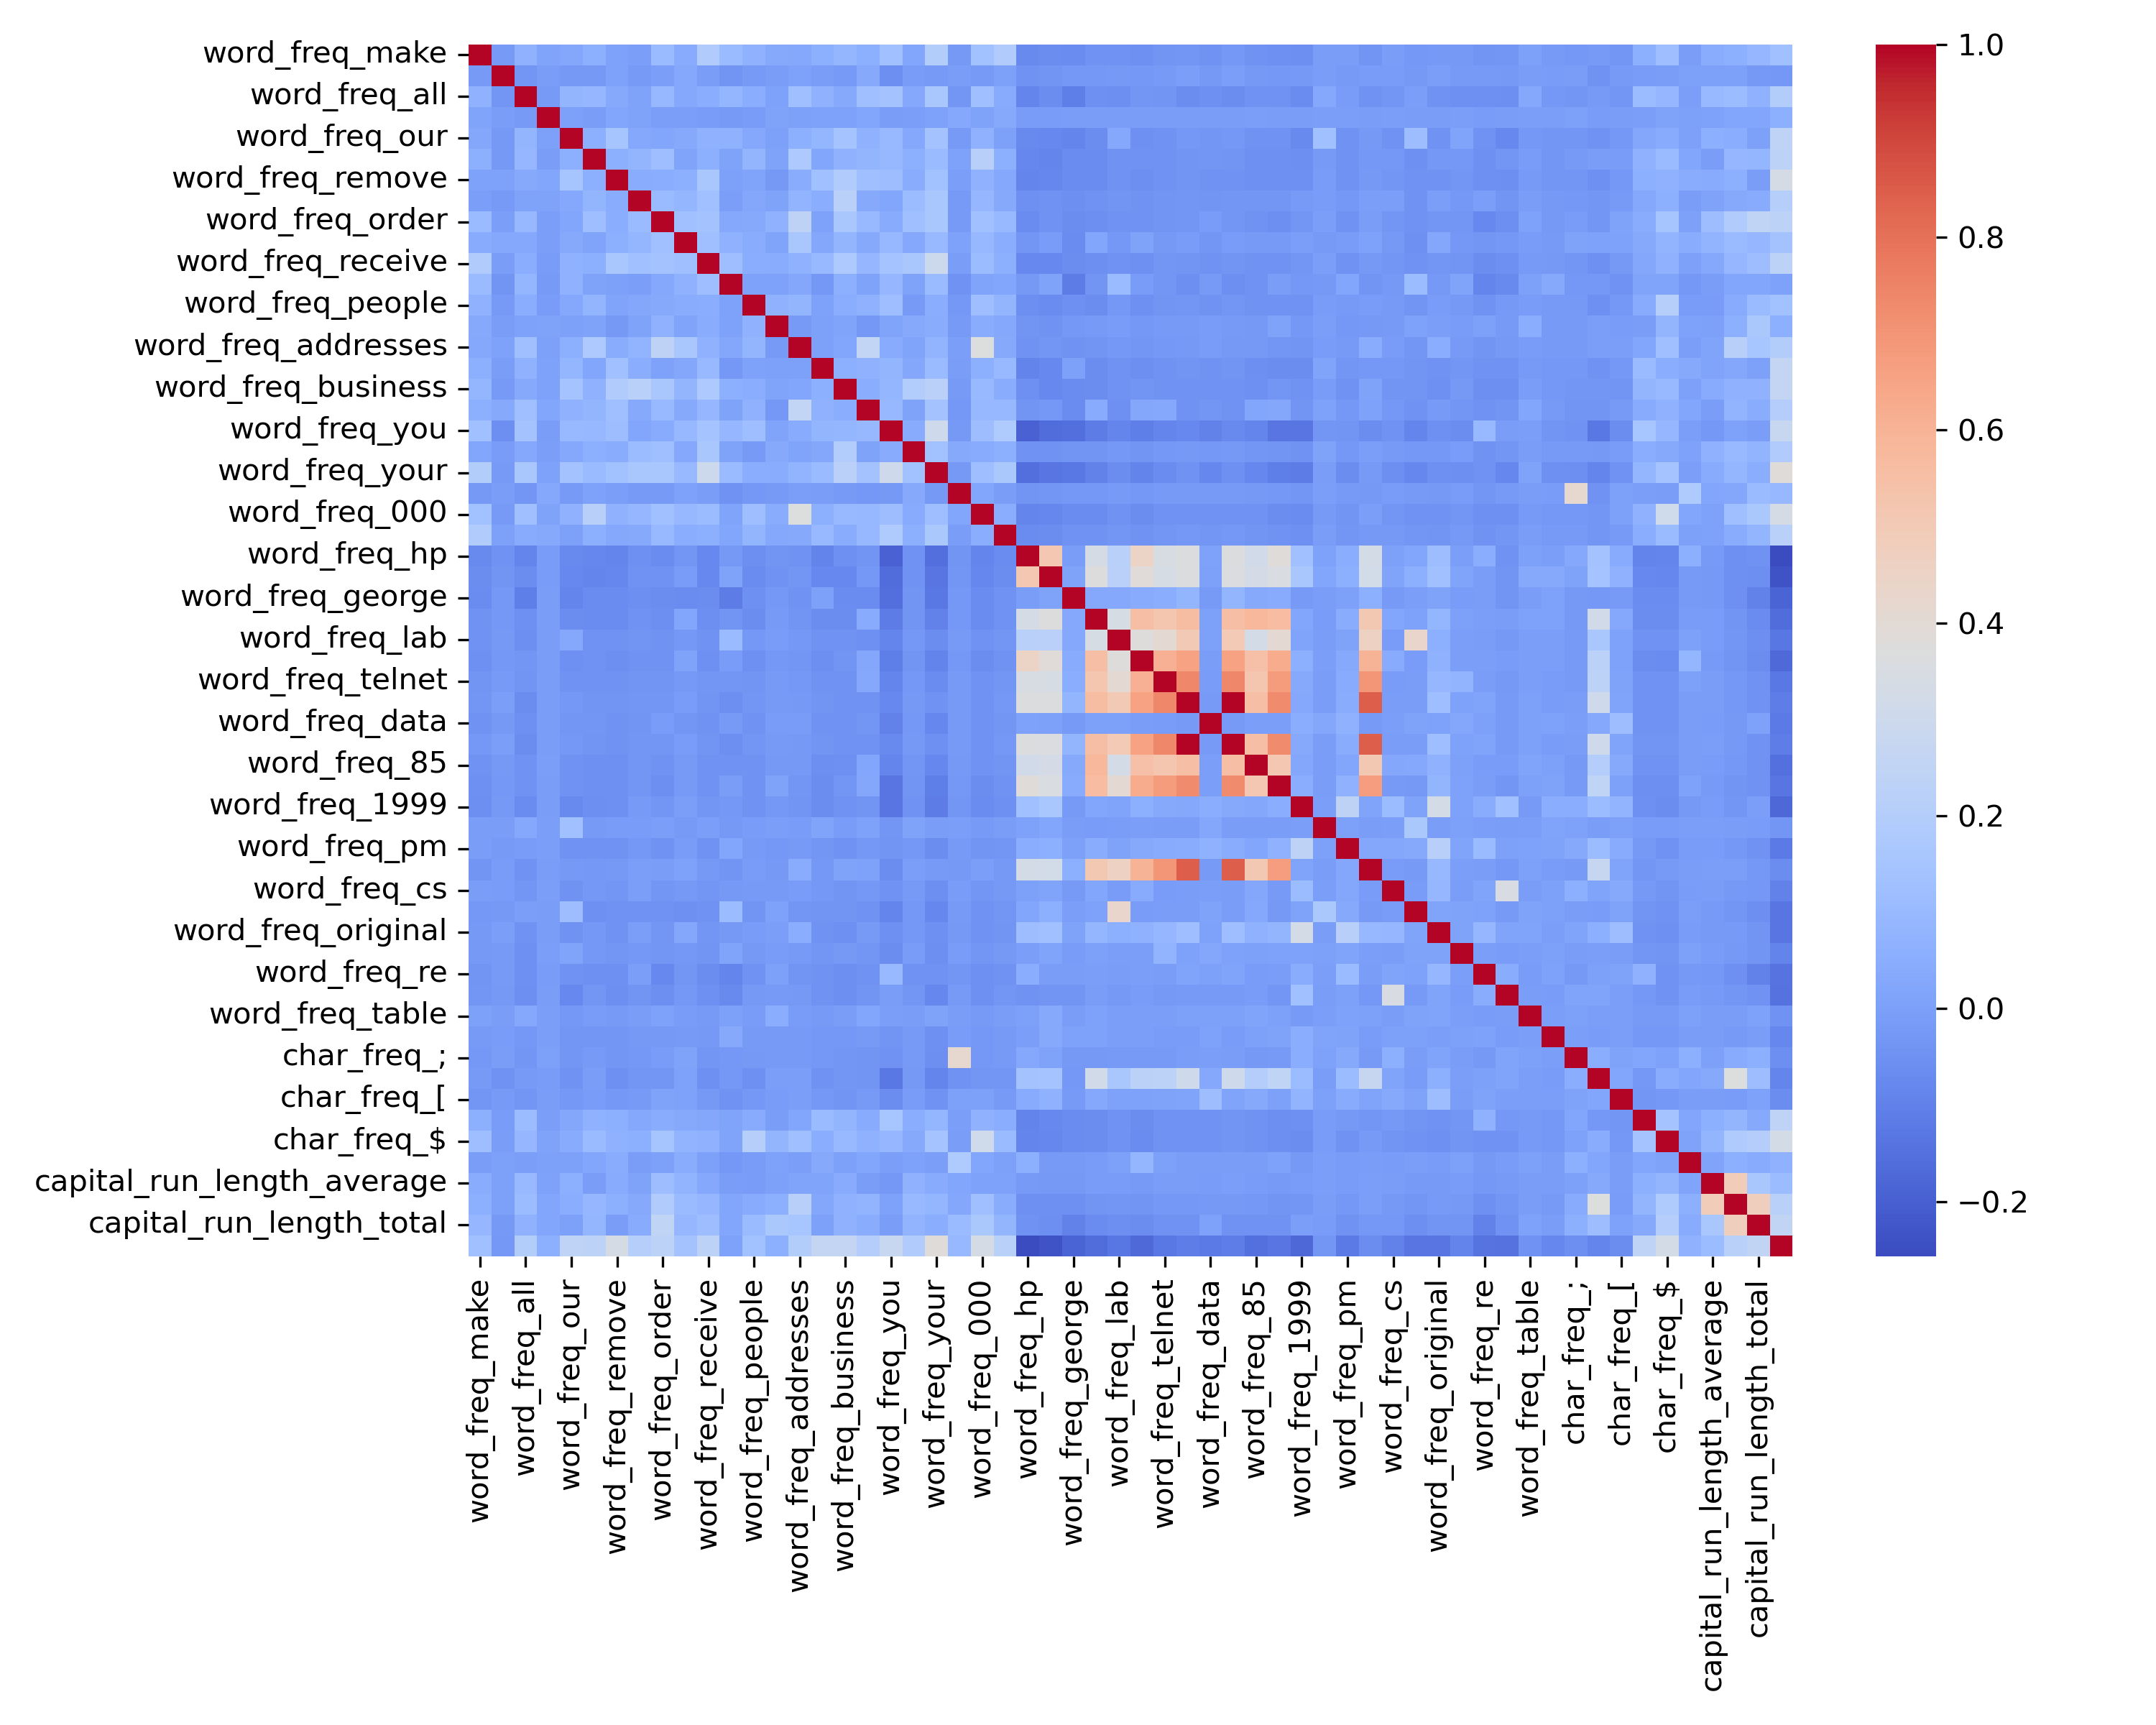 word_freq_make
word_freq_all
word_freq_our
word_freq_remove
word_freq_order
word_freq_receive
word_freq_people
word_freq_addresses
word_freq_business
word_freq_you
word_freq_your
word_freq_000
word_freq_hp
word_freq_george
word_freq_lab
word_freq_telnet
word_freq_data
word_freq_85
word_freq_1999
word_freq_pm
word_freq_cs
word_freq_original
word_freq_re
word_freq_table
char_freq_;
char_freq_[
char_freq_$
capital_run_length_average
capital_run_length_total
word_freq_make
word_freq_all
word_freq_our
word_freq_remove
word_freq_order
word_freq_receive
word_freq_people
word_freq_addresses
word_freq_business
word_freq_you
word_freq_your
word_freq_000
word_freq_hp
word_freq_george
word_freq_lab
word_freq_telnet
word_freq_data
word_freq_85
word_freq_1999
word_freq_pm
word_freq_cs
word_freq_original
word_freq_re
word_freq_table
char_freq_;
char_freq_[
char_freq_$
capital_run_length_average
capital_run_length_total
1.0
0.8
0.6
0.4
0.2
0.0
−0.2